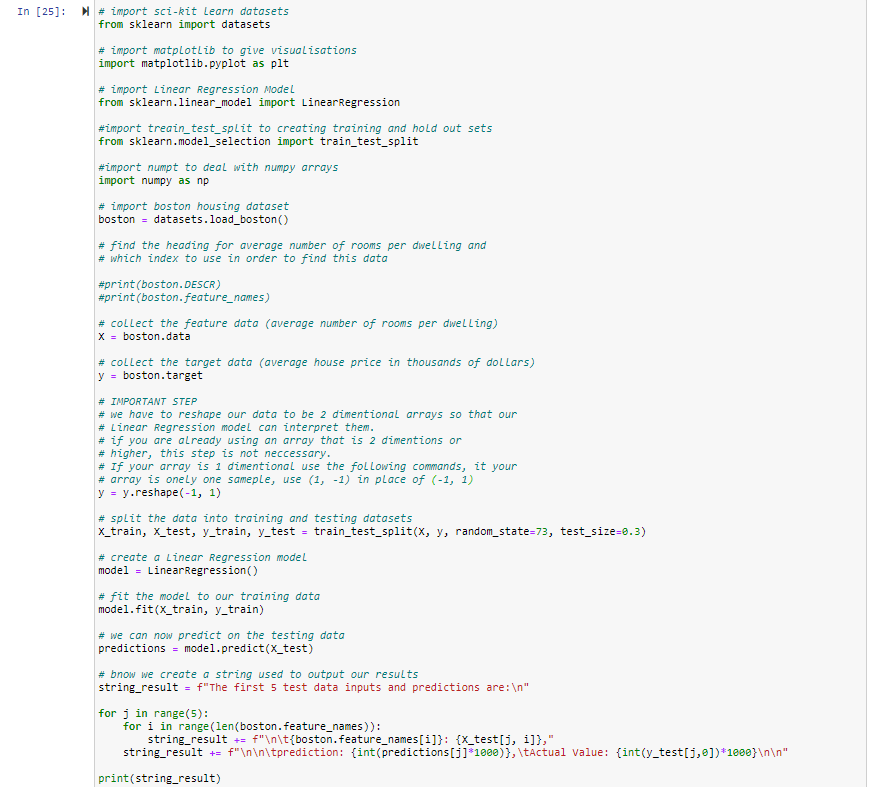 In [25]:
# import sci-kit learn datasets
from sklearn import datasets

# import matplotlib to give visualisations
import matplotlib.pyplot as plt

# import Linear Regression Model
from sklearn.linear_model import LinearRegression

#import treain_test_split to creating training and hold out sets
from sklearn.model_selection import train_test_split

#import numpt to deal with numpy arrays
import numpy as np

# import boston housing dataset
boston = datasets.load_boston()

# find the heading for average number of rooms per dwelling and
# which index to use in order to find this data

#print(boston.DESCR)
#print(boston.feature_names)

# collect the feature data (average number of rooms per dwelling)
X = boston.data

# collect the target data (average house price in thousands of dollars)
y = boston.target

# IMPORTANT STEP
# we have to reshape our data to be 2 dimentional arrays so that our
# Linear Regression model can interpret them.
# if you are already using an array that is 2 dimentions or
# higher, this step is not neccessary.
# If your array is 1 dimentional use the following commands, it your
# array is onely one sameple, use (1, -1) in place of (-1, 1)
y = y.reshape(-1, 1)

# split the data into training and testing datasets
X_train, X_test, y_train, y_test = train_test_split(X, y, random_state=73, test_size=0.3)

# create a Linear Regression model
model = LinearRegression()

# fit the model to our training data
model.fit(X_train, y_train)

# we can now predict on the testing data
predictions = model.predict(X_test)

# bnow we create a string used to output our results
string_result = f"The first 5 test data inputs and predictions are:\n"

for j in range(5):
    for i in range(len(boston.feature_names)):
        string_result += f"\n\t{boston.feature_names[i]}: {X_test[j, i]},"
    string_result += f"\n\n\tprediction: {int(predictions[j]*1000)},\tActual Value: {int(y_test[j,0])*1000}\n\n"

print(string_result)